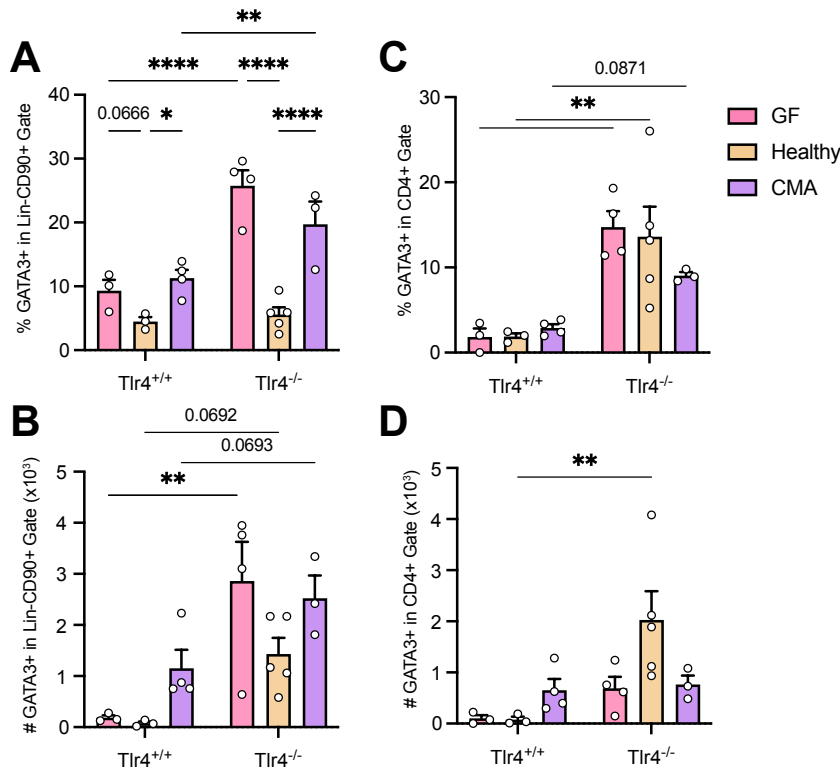 A
**
****
****
0.0666
*
****
% GATA3+ in Lin-CD90+ Gate
40
30
20
10
0
Tlr4+/+
Tlr4-/-
C
0.0871
**
% GATA3+ in CD4+ Gate
30
20
10
0
Tlr4+/+
Tlr4-/-
GF
Healthy
CMA
B
0.0692
0.0693
**
# GATA3+ in Lin-CD90+ Gate (x10³)
5
4
3
2
1
0
Tlr4+/+
Tlr4-/-
D
**
# GATA3+ in CD4+ Gate (x10³)
5
4
3
2
1
0
Tlr4+/+
Tlr4-/-